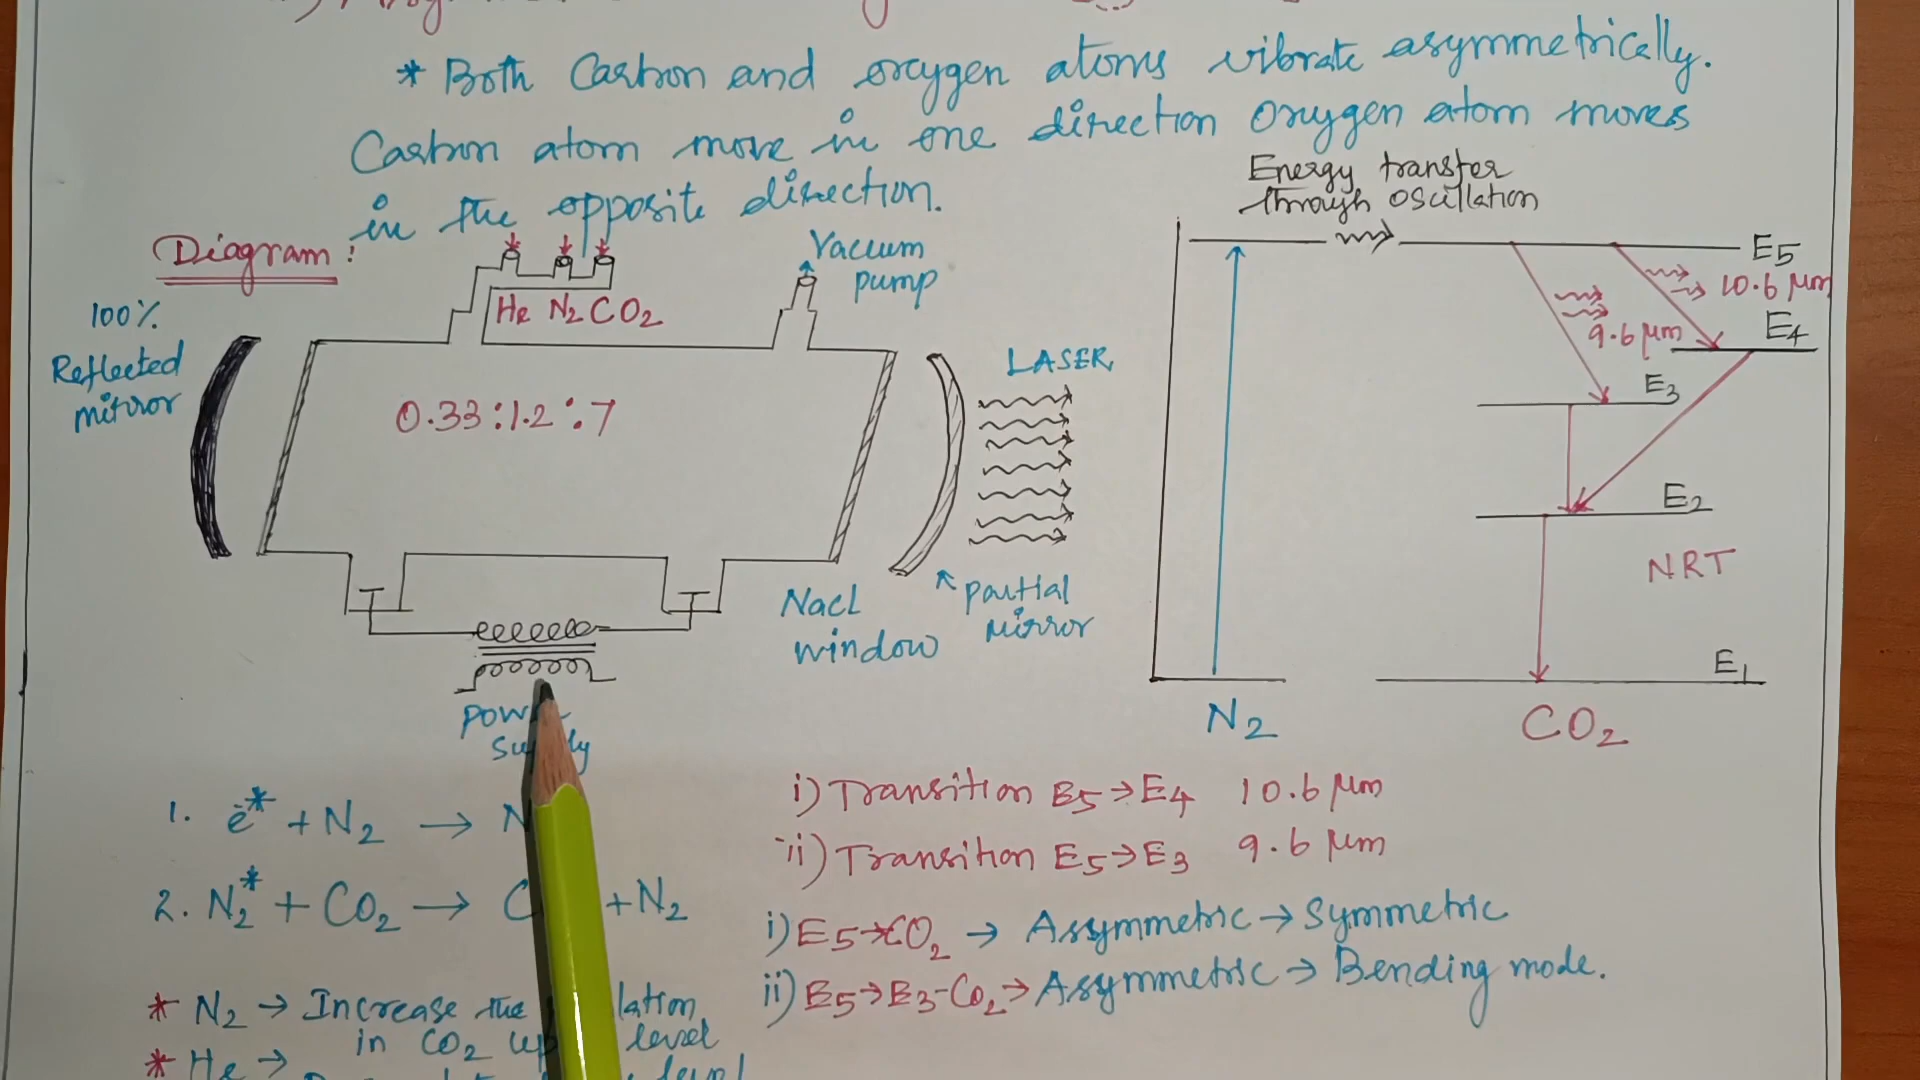 * Both Carbon and oxygen atoms vibrate asymmetrically.
Carbon atom move in one direction oxygen atom moves
in the opposite direction.
Diagram:
He N2 CO2
Vacuum
pump
100%
Reflected
mirror
0.33:1.2:7
LASER
NaCl
window
partial
mirror
Energy transfer
through oscillation
E5
10.6 μm
9.6 μm
E4
E3
E2
NRT
E1
N2
CO2
1. e* + N2 →
2. N2* + CO2 → + N2
* N2 → Increase the
in CO2 level
* He →
level
i) Transition E5→E4 10.6 μm
ii) Transition E5→E3 9.6 μm
i) E5→CO2 → Asymmetric → Symmetric
ii) E5→E3-CO2→ Asymmetric → Bending mode.